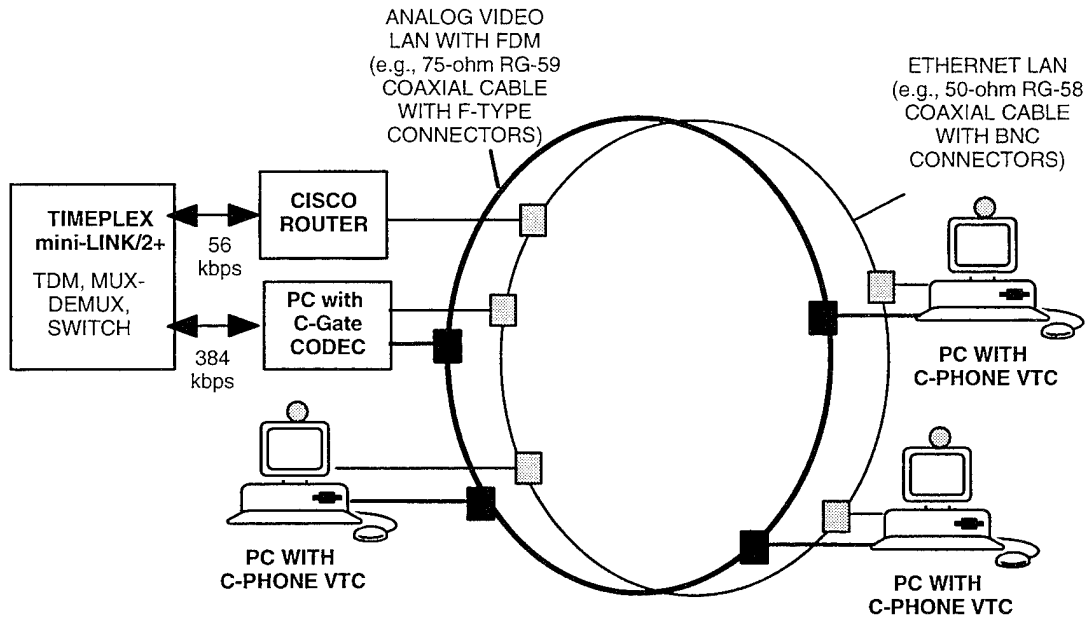 ANALOG VIDEO
LAN WITH FDM
(e.g., 75-ohm RG-59
COAXIAL CABLE
WITH F-TYPE
CONNECTORS)
ETHERNET LAN
(e.g., 50-ohm RG-58
COAXIAL CABLE
WITH BNC
CONNECTORS)
TIMEPLEX
mini-LINK/2+
TDM, MUX-
DEMUX,
SWITCH
56
kbps
384
kbps
CISCO
ROUTER
PC with
C-Gate
CODEC
PC WITH
C-PHONE VTC
PC WITH
C-PHONE VTC
PC WITH
C-PHONE VTC